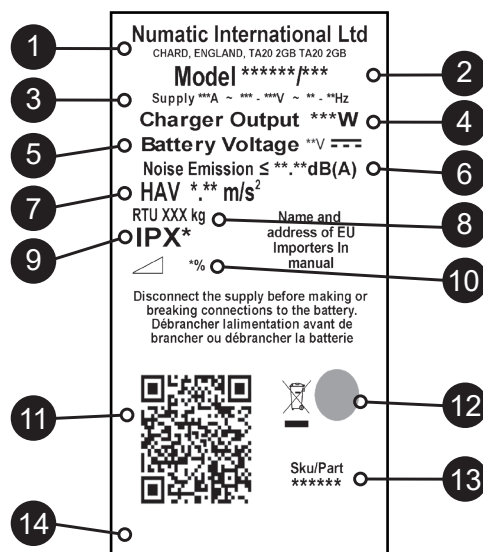 Numatic International Ltd
1
CHARD, ENGLAND, TA20 2GB TA20 2GB
Model ******/***
2
3
Supply ***A ~ *** - ***V ~ ** - **Hz
Charger Output ***W
4
5
Battery Voltage **V
Noise Emission ≤ **.**dB(A)
6
7
HAV *.** m/s²
RTU XXX kg
8
Name and
address of EU
Importers In
manual
9
IPX*
*%
10
Disconnect the supply before making or
breaking connections to the battery.
Débrancher lalimentation avant de
brancher ou débrancher la batterie
11
12
Sku/Part
******
13
14